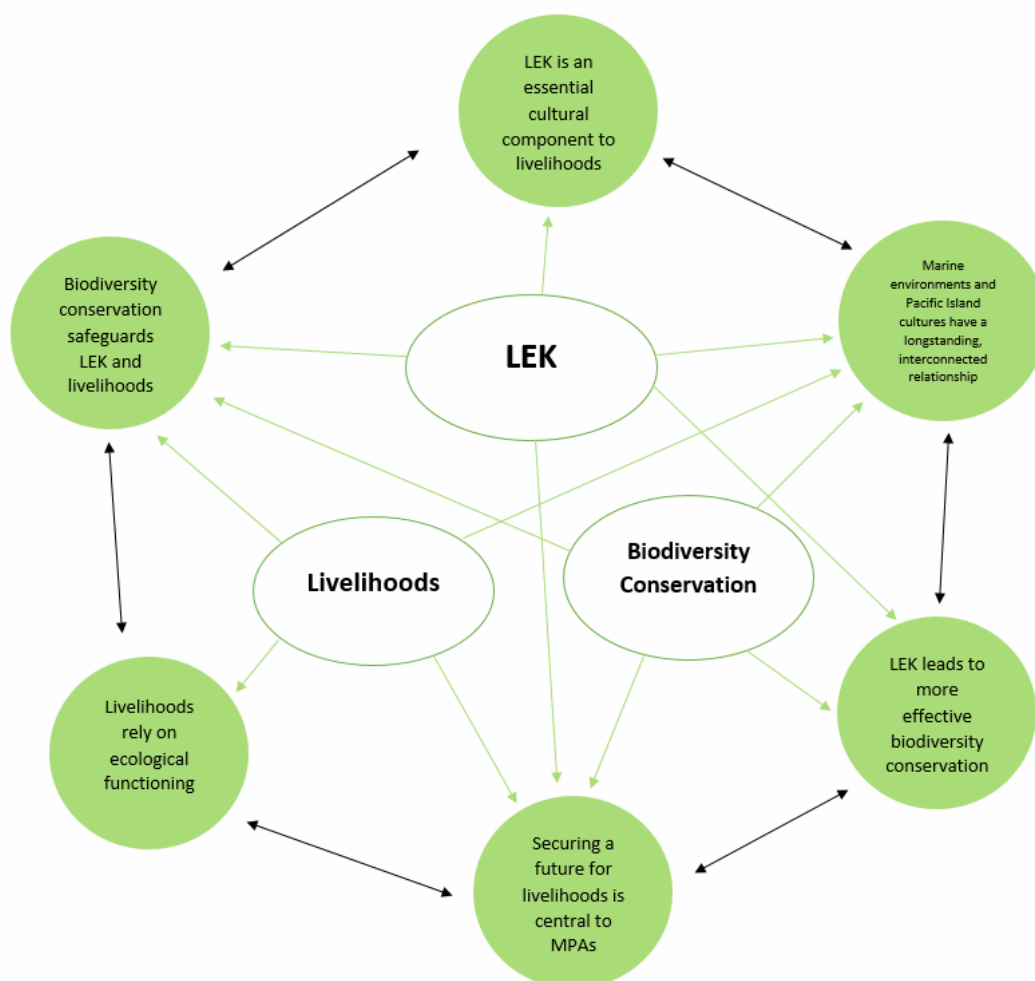 LEK is an
essential
cultural
component to
livelihoods
Biodiversity
conservation
safeguards
LEK and
livelihoods
Marine
environments and
Pacific Island
cultures have a
longstanding,
interconnected
relationship
LEK
Livelihoods
Biodiversity
Conservation
Livelihoods
rely on
ecological
functioning
LEK leads to
more
effective
biodiversity
conservation
Securing a
future for
livelihoods is
central to
MPAs